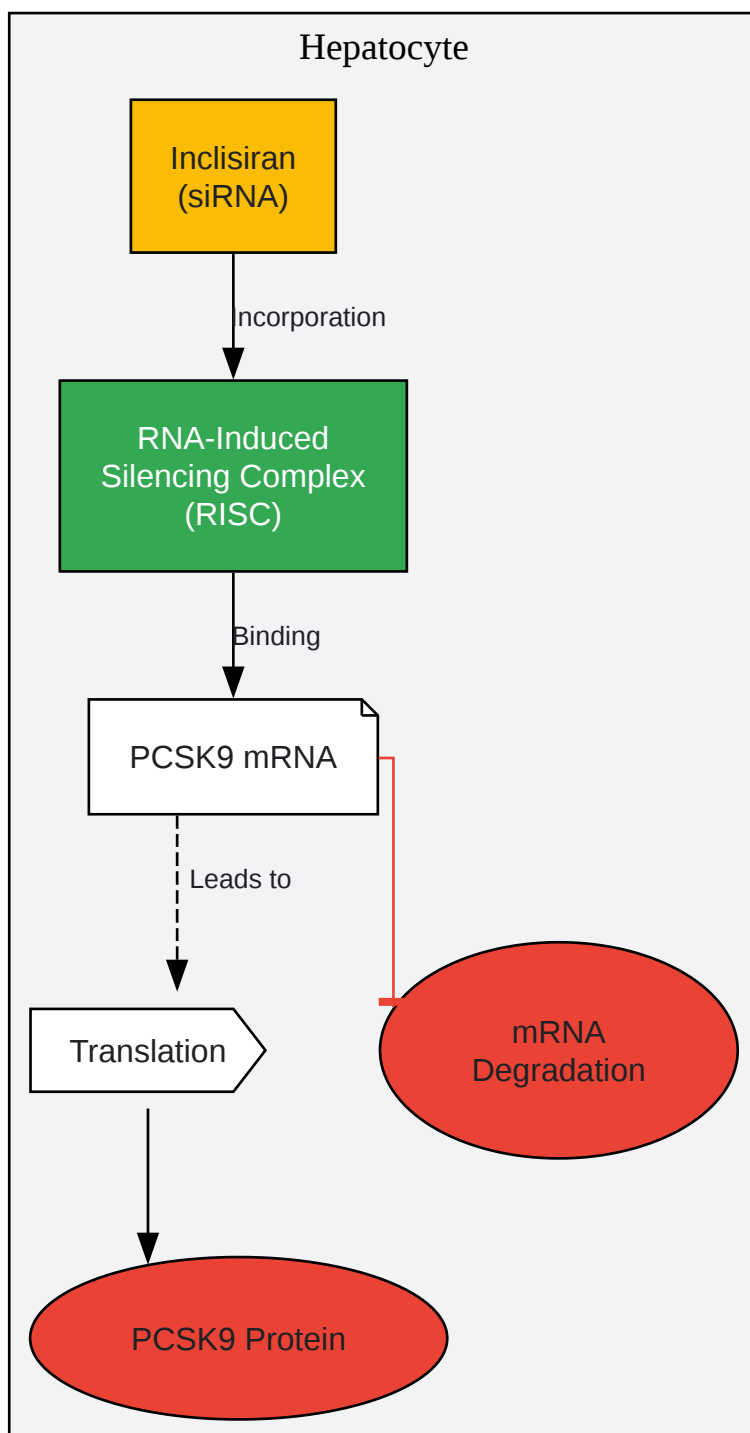 Hepatocyte
Inclisiran
(siRNA)
Incorporation
RNA-Induced
Silencing Complex
(RISC)
Binding
PCSK9 mRNA
Leads to
Translation
mRNA
Degradation
PCSK9 Protein